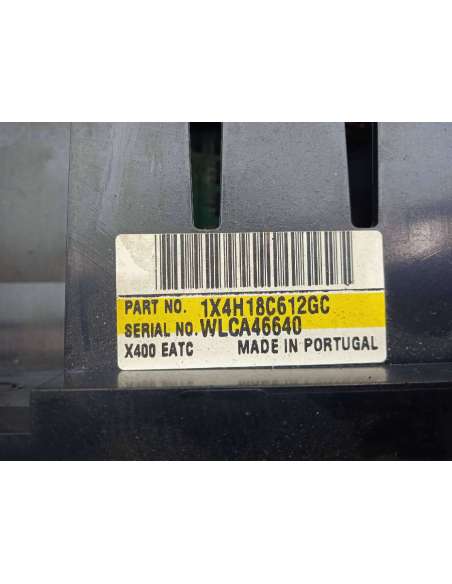 PART NO. 1X4H18C612GC
SERIAL NO. WLCA46640
X400 EATC MADE IN PORTUGAL